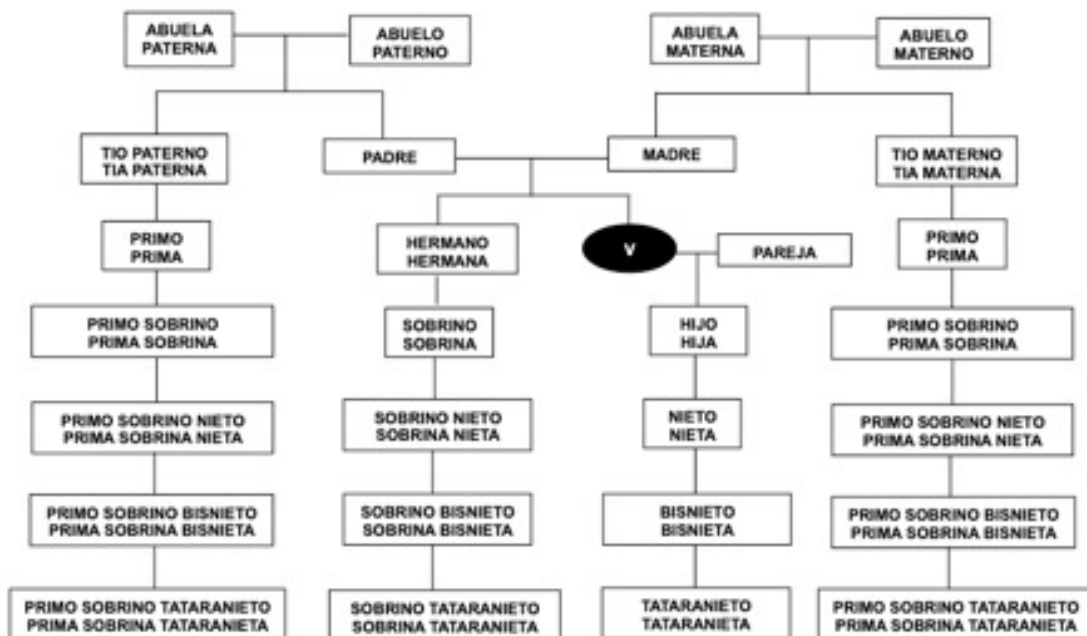 ABUELA
PATERNA
ABUELO
PATERNO
ABUELA
MATERNA
ABUELO
MATERNO
TIO PATERNO
TIA PATERNA
PADRE
MADRE
TIO MATERNO
TIA MATERNA
PRIMO
PRIMA
HERMANO
HERMANA
V
PAREJA
PRIMO
PRIMA
PRIMO SOBRINO
PRIMA SOBRINA
SOBRINO
SOBRINA
HIJO
HIJA
PRIMO SOBRINO
PRIMA SOBRINA
PRIMO SOBRINO NIETO
PRIMA SOBRINA NIETA
SOBRINO NIETO
SOBRINA NIETA
NIETO
NIETA
PRIMO SOBRINO NIETO
PRIMA SOBRINA NIETA
PRIMO SOBRINO BISNIETO
PRIMA SOBRINA BISNIETA
SOBRINO BISNIETO
SOBRINA BISNIETA
BISNIETO
BISNIETA
PRIMO SOBRINO BISNIETO
PRIMA SOBRINA BISNIETA
PRIMO SOBRINO TATARANIETO
PRIMA SOBRINA TATARANIETA
SOBRINO TATARANIETO
SOBRINA TATARANIETA
TATARANIETO
TATARANIETA
PRIMO SOBRINO TATARANIETO
PRIMA SOBRINA TATARANIETA